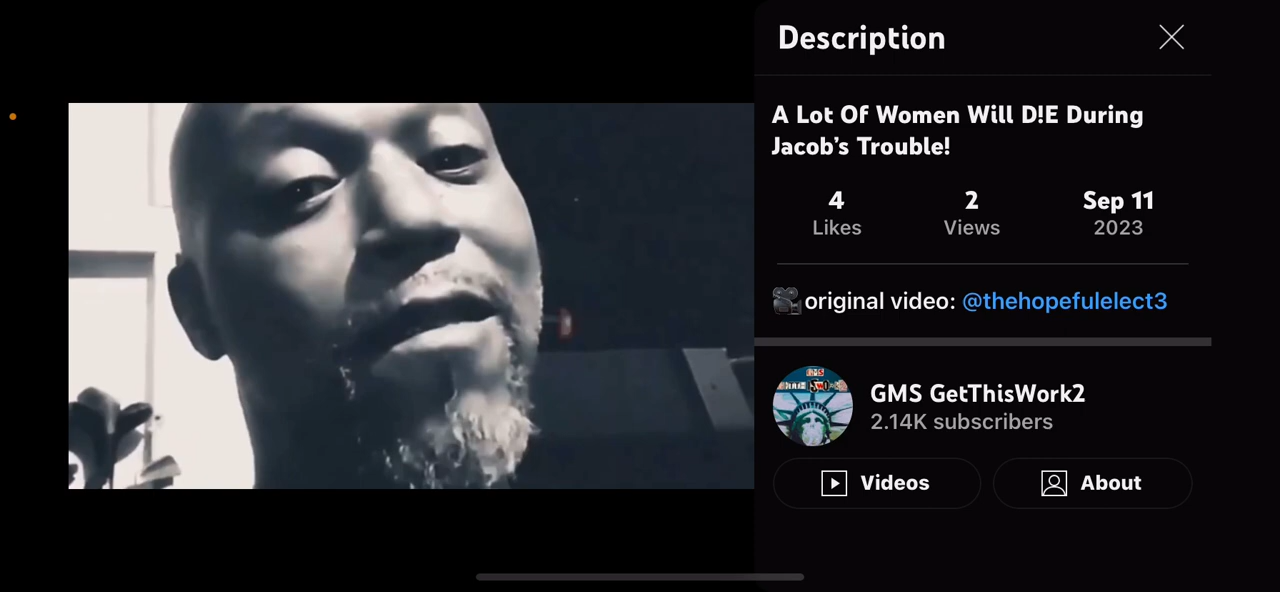 Description
A Lot Of Women Will D!E During
Jacob's Trouble!
4
Likes
2
Views
Sep 11
2023
original video: @thehopefulelect3
GMS
GMS GetThisWork2
2.14K subscribers
Videos
About